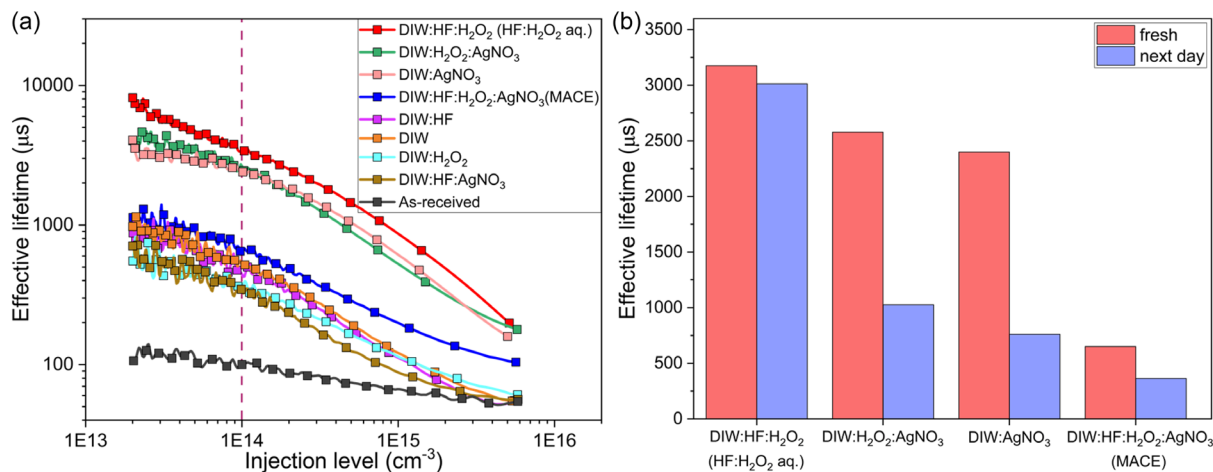 (a)
10000
1000
100
Effective lifetime (μs)
DIW:HF:H₂O₂ (HF:H₂O₂ aq.)
DIW:H₂O₂:AgNO₃
DIW:AgNO₃
DIW:HF:H₂O₂:AgNO₃(MACE)
DIW:HF
DIW
DIW:H₂O₂
DIW:HF:AgNO₃
As-received
1E13 1E14 1E15 1E16
Injection level (cm⁻³)
(b)
3500
3000
2500
2000
1500
1000
500
0
Effective lifetime (μs)
fresh
next day
DIW:HF:H₂O₂ DIW:H₂O₂:AgNO₃ DIW:AgNO₃ DIW:HF:H₂O₂:AgNO₃
(HF:H₂O₂ aq.) (MACE)